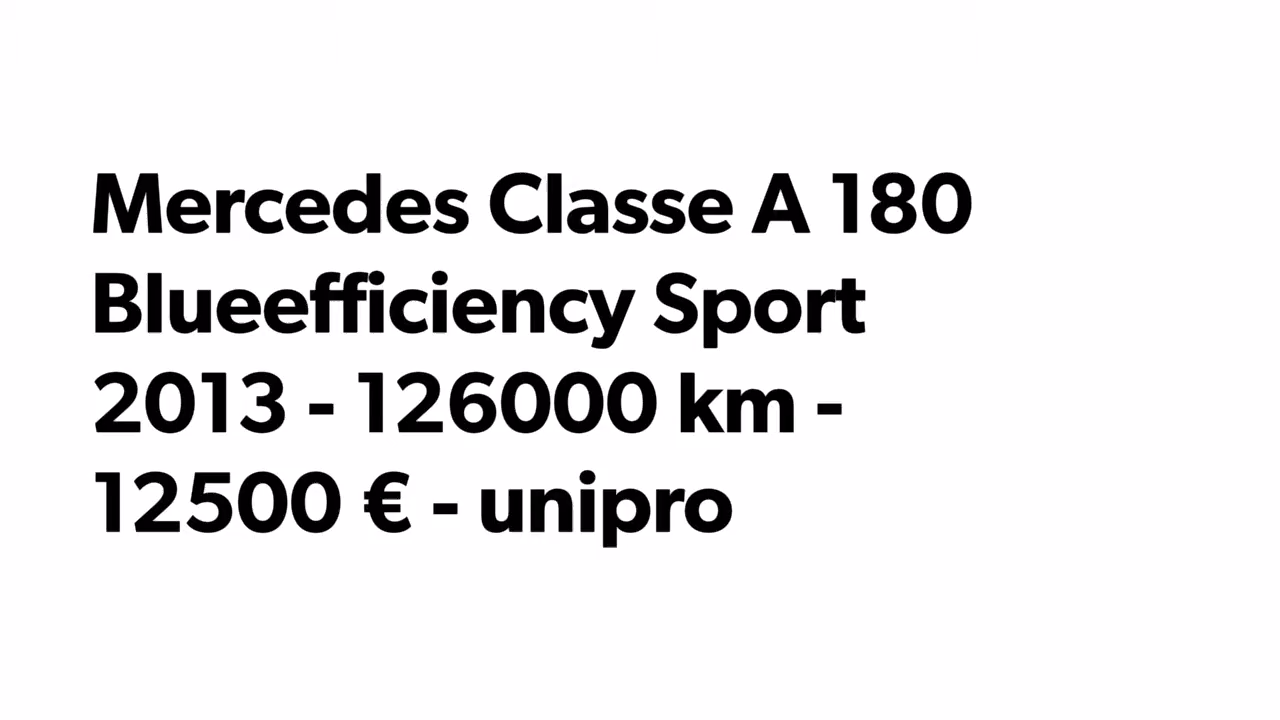 Mercedes Classe A 180
Blueefficiency Sport
2013 - 126000 km -
12500 € - unipro